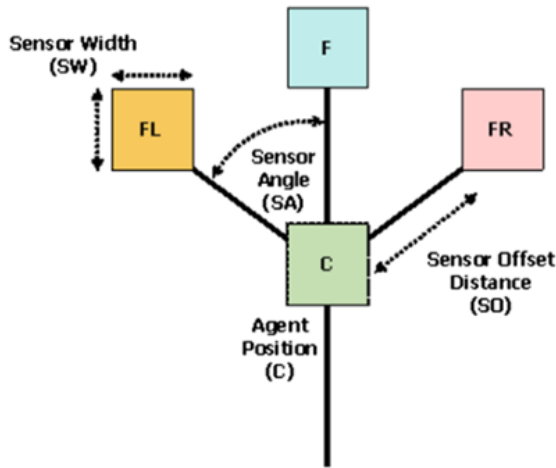 Sensor Width
(SW)
F
FL
FR
Sensor
Angle
(SA)
C
Sensor Offset
Distance
(SO)
Agent
Position
(C)